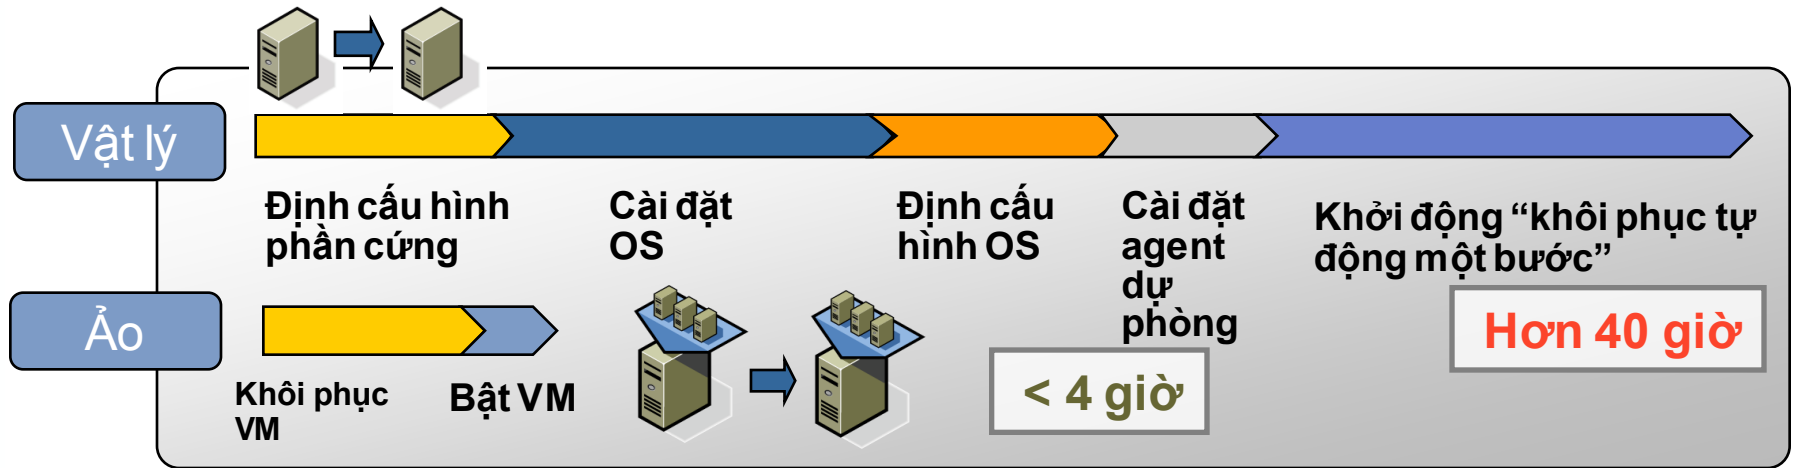 Vật lý
Định cấu hình
phần cứng
Cài đặt
OS
Định cấu
hình OS
Cài đặt
agent
dự
phòng
Khởi động “khôi phục tự
động một bước”
Hơn 40 giờ
Ảo
Khôi phục
VM
Bật VM
< 4 giờ